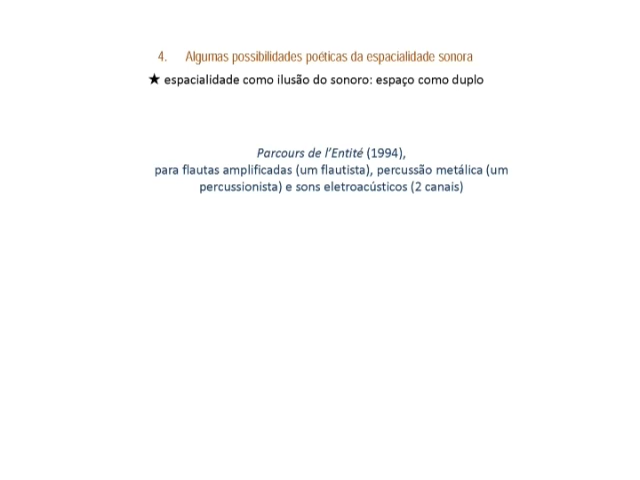 4. Algumas possibilidades poéticas da espacialidade sonora
★ espacialidade como ilusão do sonoro: espaço como duplo
Parcours de l'Entité (1994),
para flautas amplificadas (um flautista), percussão metálica (um
percussionista) e sons eletroacústicos (2 canais)